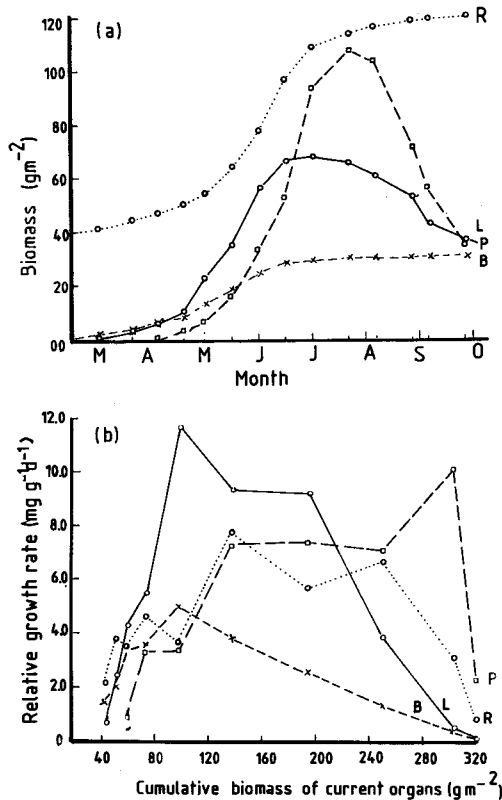 (a)
R
120
100
80
60
40
20
00
Biomass (gm⁻²)
L
P
B
M A M J J A S O
Month
(b)
12.0
10.0
8.0
6.0
4.0
2.0
0
Relative growth rate (mg g⁻¹d⁻¹)
P
B L R
40 80 120 160 200 240 280 320
Cumulative biomass of current organs (g m⁻²)